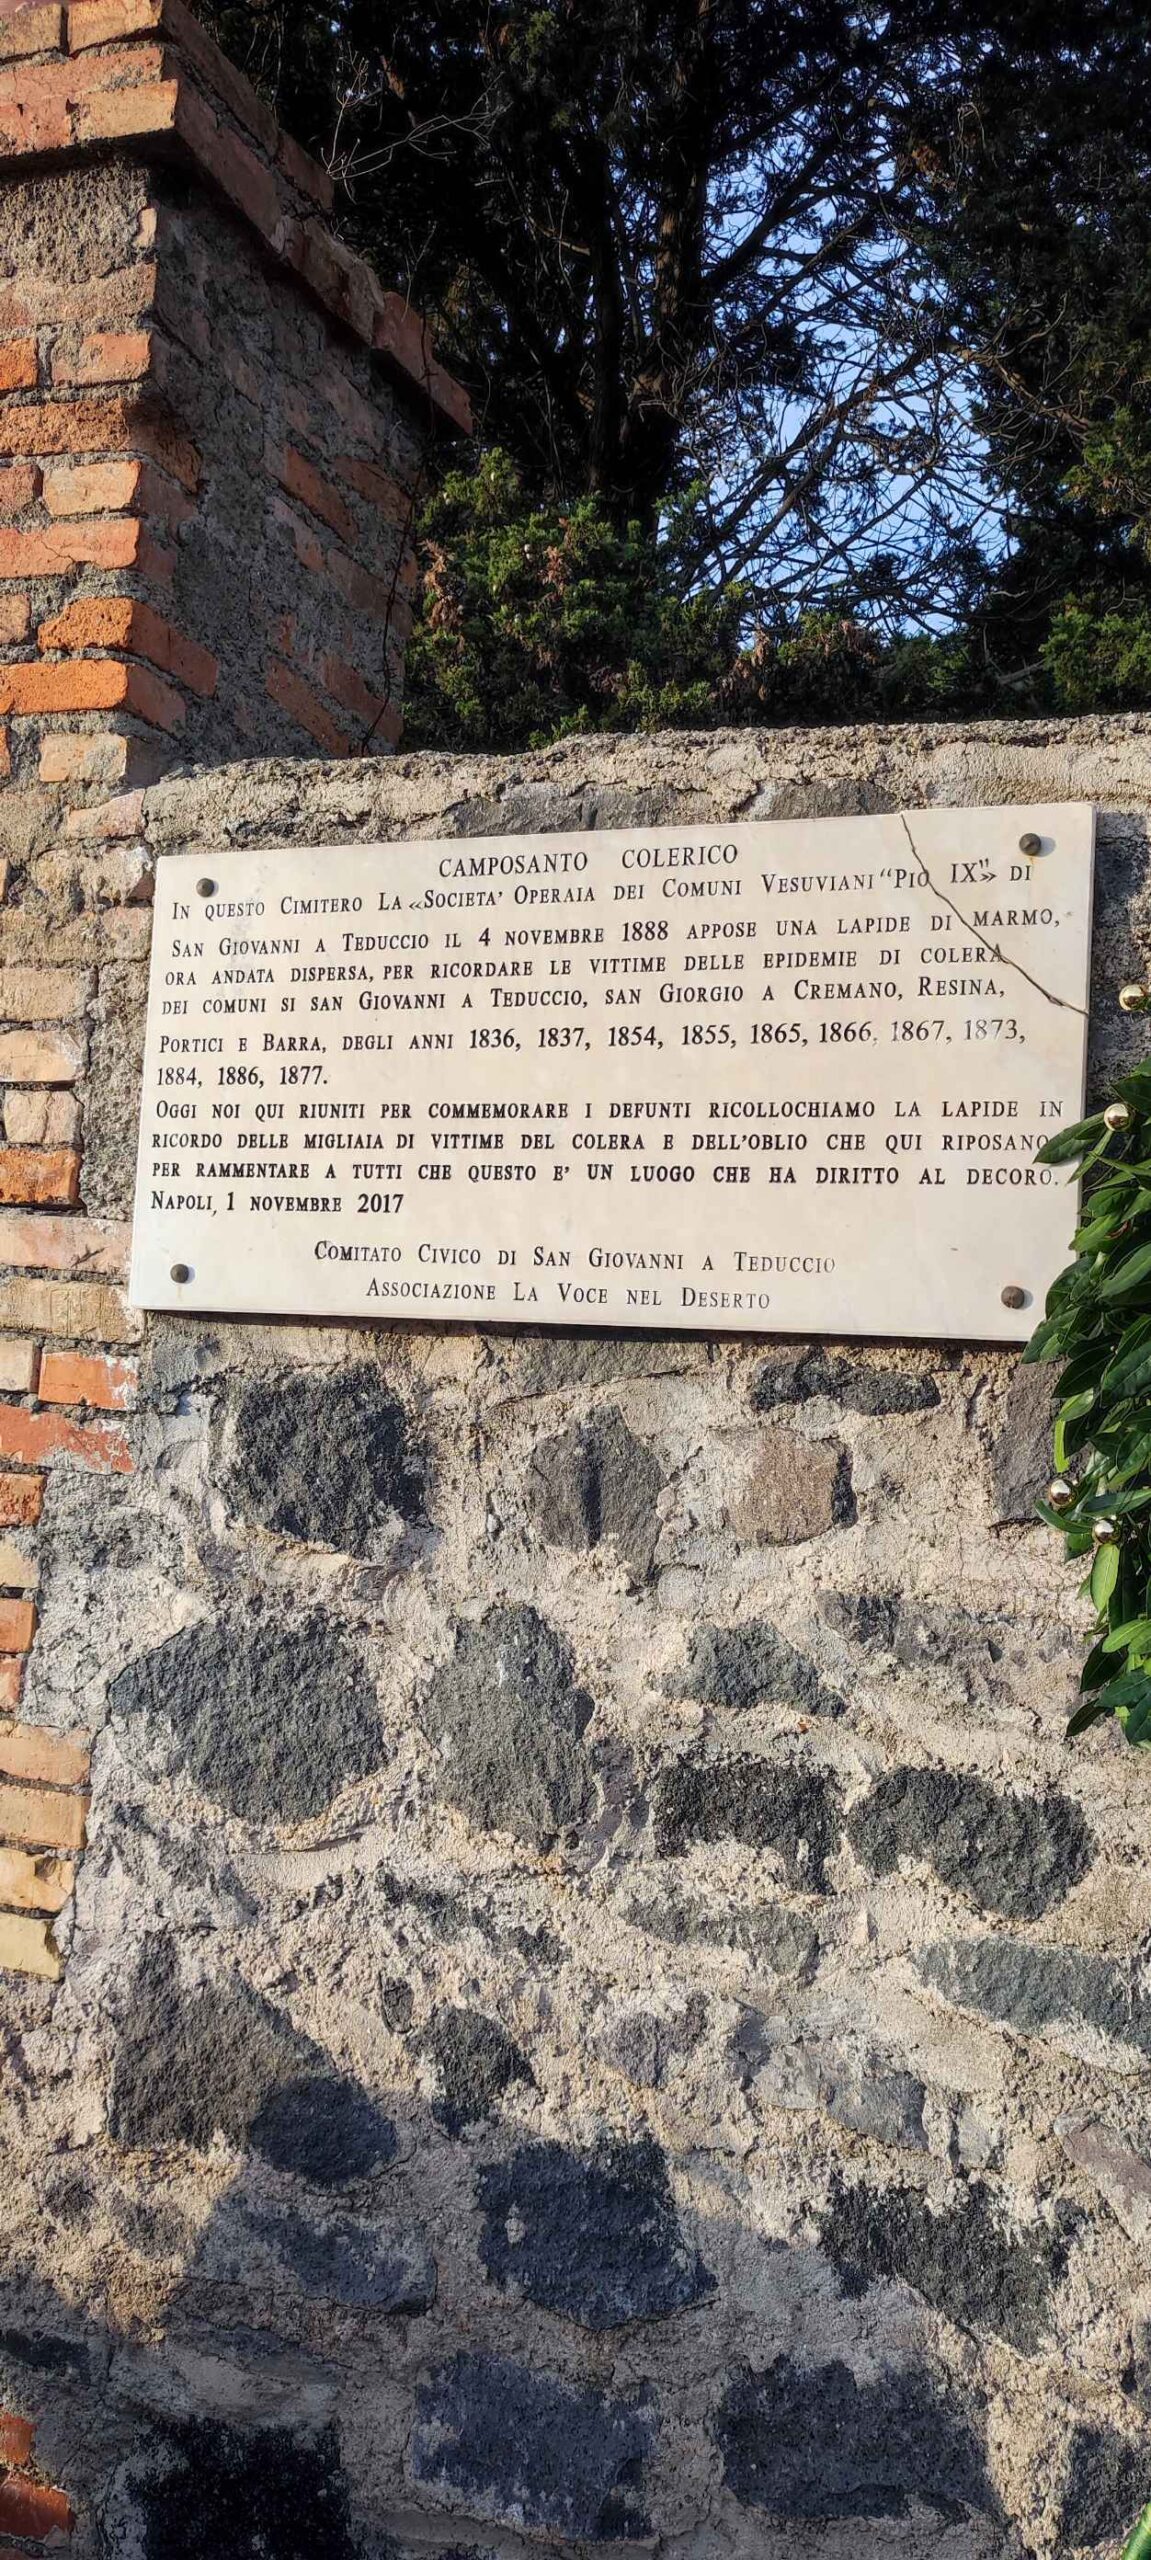 CAMPOSANTO COLERICO
IN QUESTO CIMITERO LA «SOCIETA' OPERAIA DEI COMUNI VESUVIANI "PIO IX"» DI
SAN GIOVANNI A TEDUCCIO IL 4 NOVEMBRE 1888 APPOSE UNA LAPIDE DI MARMO,
ORA ANDATA DISPERSA, PER RICORDARE LE VITTIME DELLE EPIDEMIE DI COLERA
DEI COMUNI SI SAN GIOVANNI A TEDUCCIO, SAN GIORGIO A CREMANO, RESINA,
PORTICI E BARRA, DEGLI ANNI 1836, 1837, 1854, 1855, 1865, 1866, 1867, 1873,
1884, 1886, 1877.
OGGI NOI QUI RIUNITI PER COMMEMORARE I DEFUNTI RICOLLOCHIAMO LA LAPIDE IN
RICORDO DELLE MIGLIAIA DI VITTIME DEL COLERA E DELL'OBLIO CHE QUI RIPOSANO
PER RAMMENTARE A TUTTI CHE QUESTO E' UN LUOGO CHE HA DIRITTO AL DECORO.
NAPOLI, 1 NOVEMBRE 2017
COMITATO CIVICO DI SAN GIOVANNI A TEDUCCIO
ASSOCIAZIONE LA VOCE NEL DESERTO